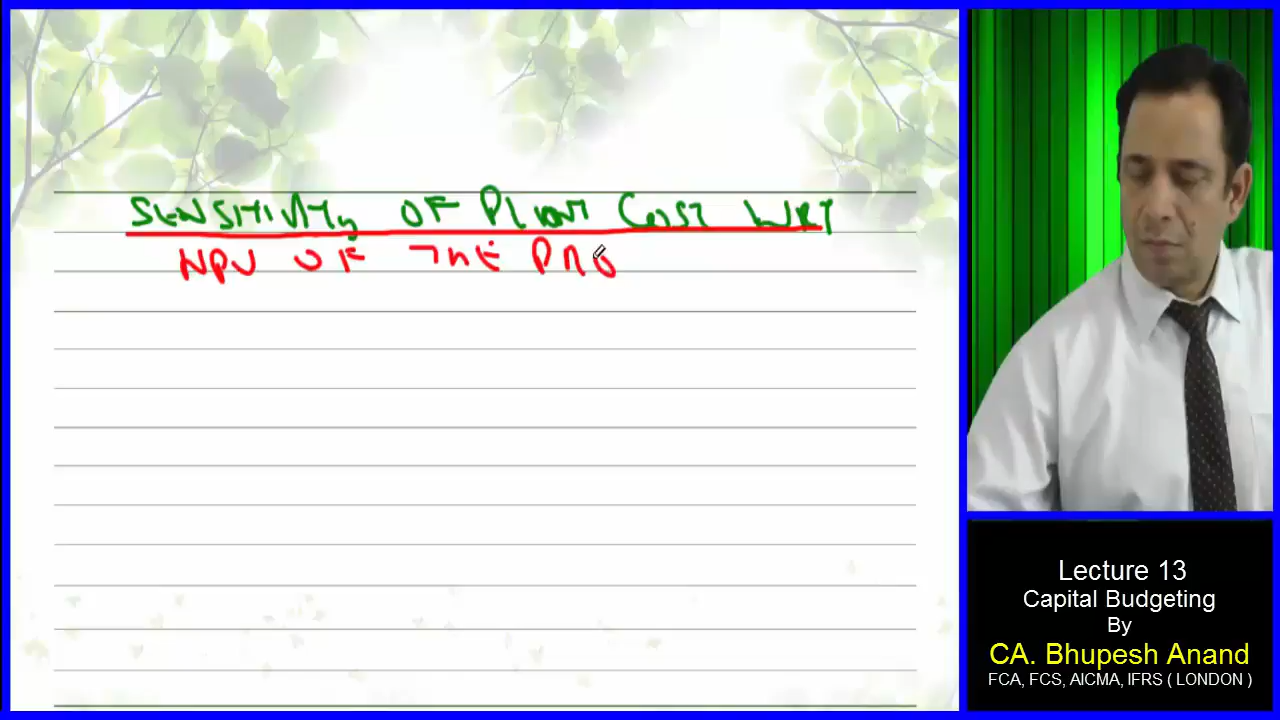 SENSITIVITY OF PLANT COST WRT
NPV OF THE PRO
Lecture 13
Capital Budgeting
By
CA. Bhupesh Anand
FCA, FCS, AICMA, IFRS ( LONDON )